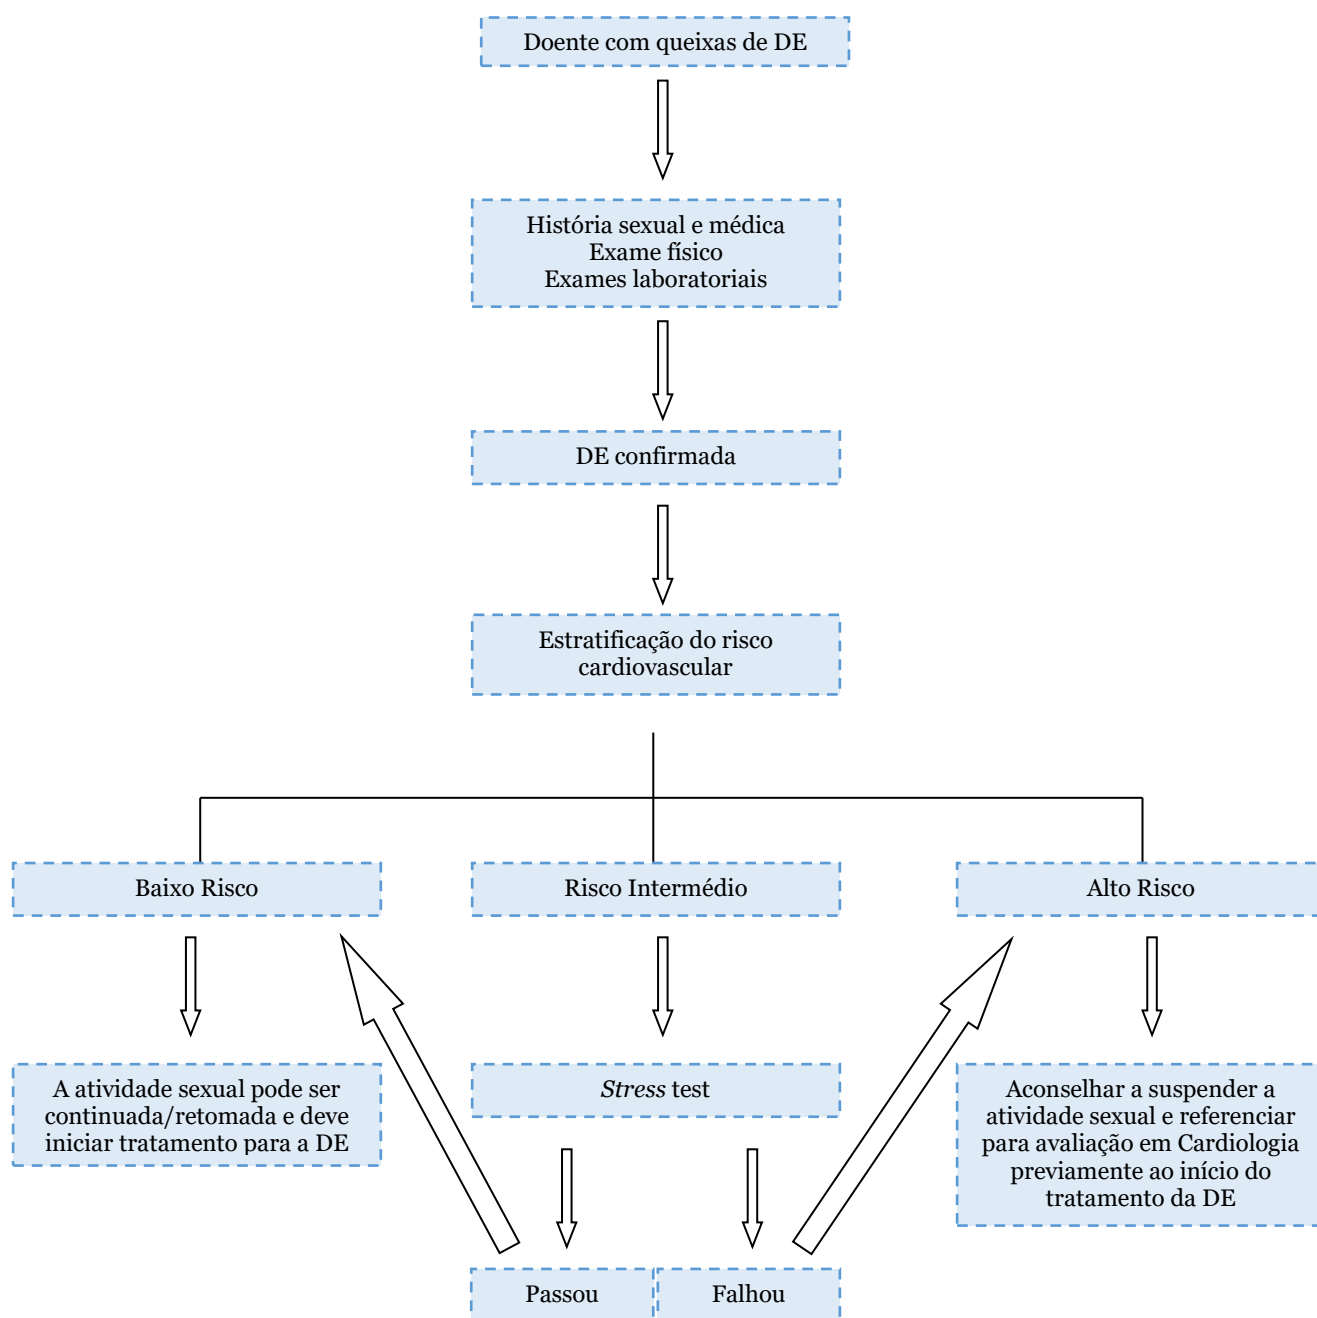 Doente com queixas de DE
História sexual e médica
Exame físico
Exames laboratoriais
DE confirmada
Estratificação do risco
cardiovascular
Baixo Risco
Risco Intermédio
Alto Risco
A atividade sexual pode ser
continuada/retomada e deve
iniciar tratamento para a DE
Stress test
Aconselhar a suspender a
atividade sexual e referenciar
para avaliação em Cardiologia
previamente ao início do
tratamento da DE
Passou
Falhou